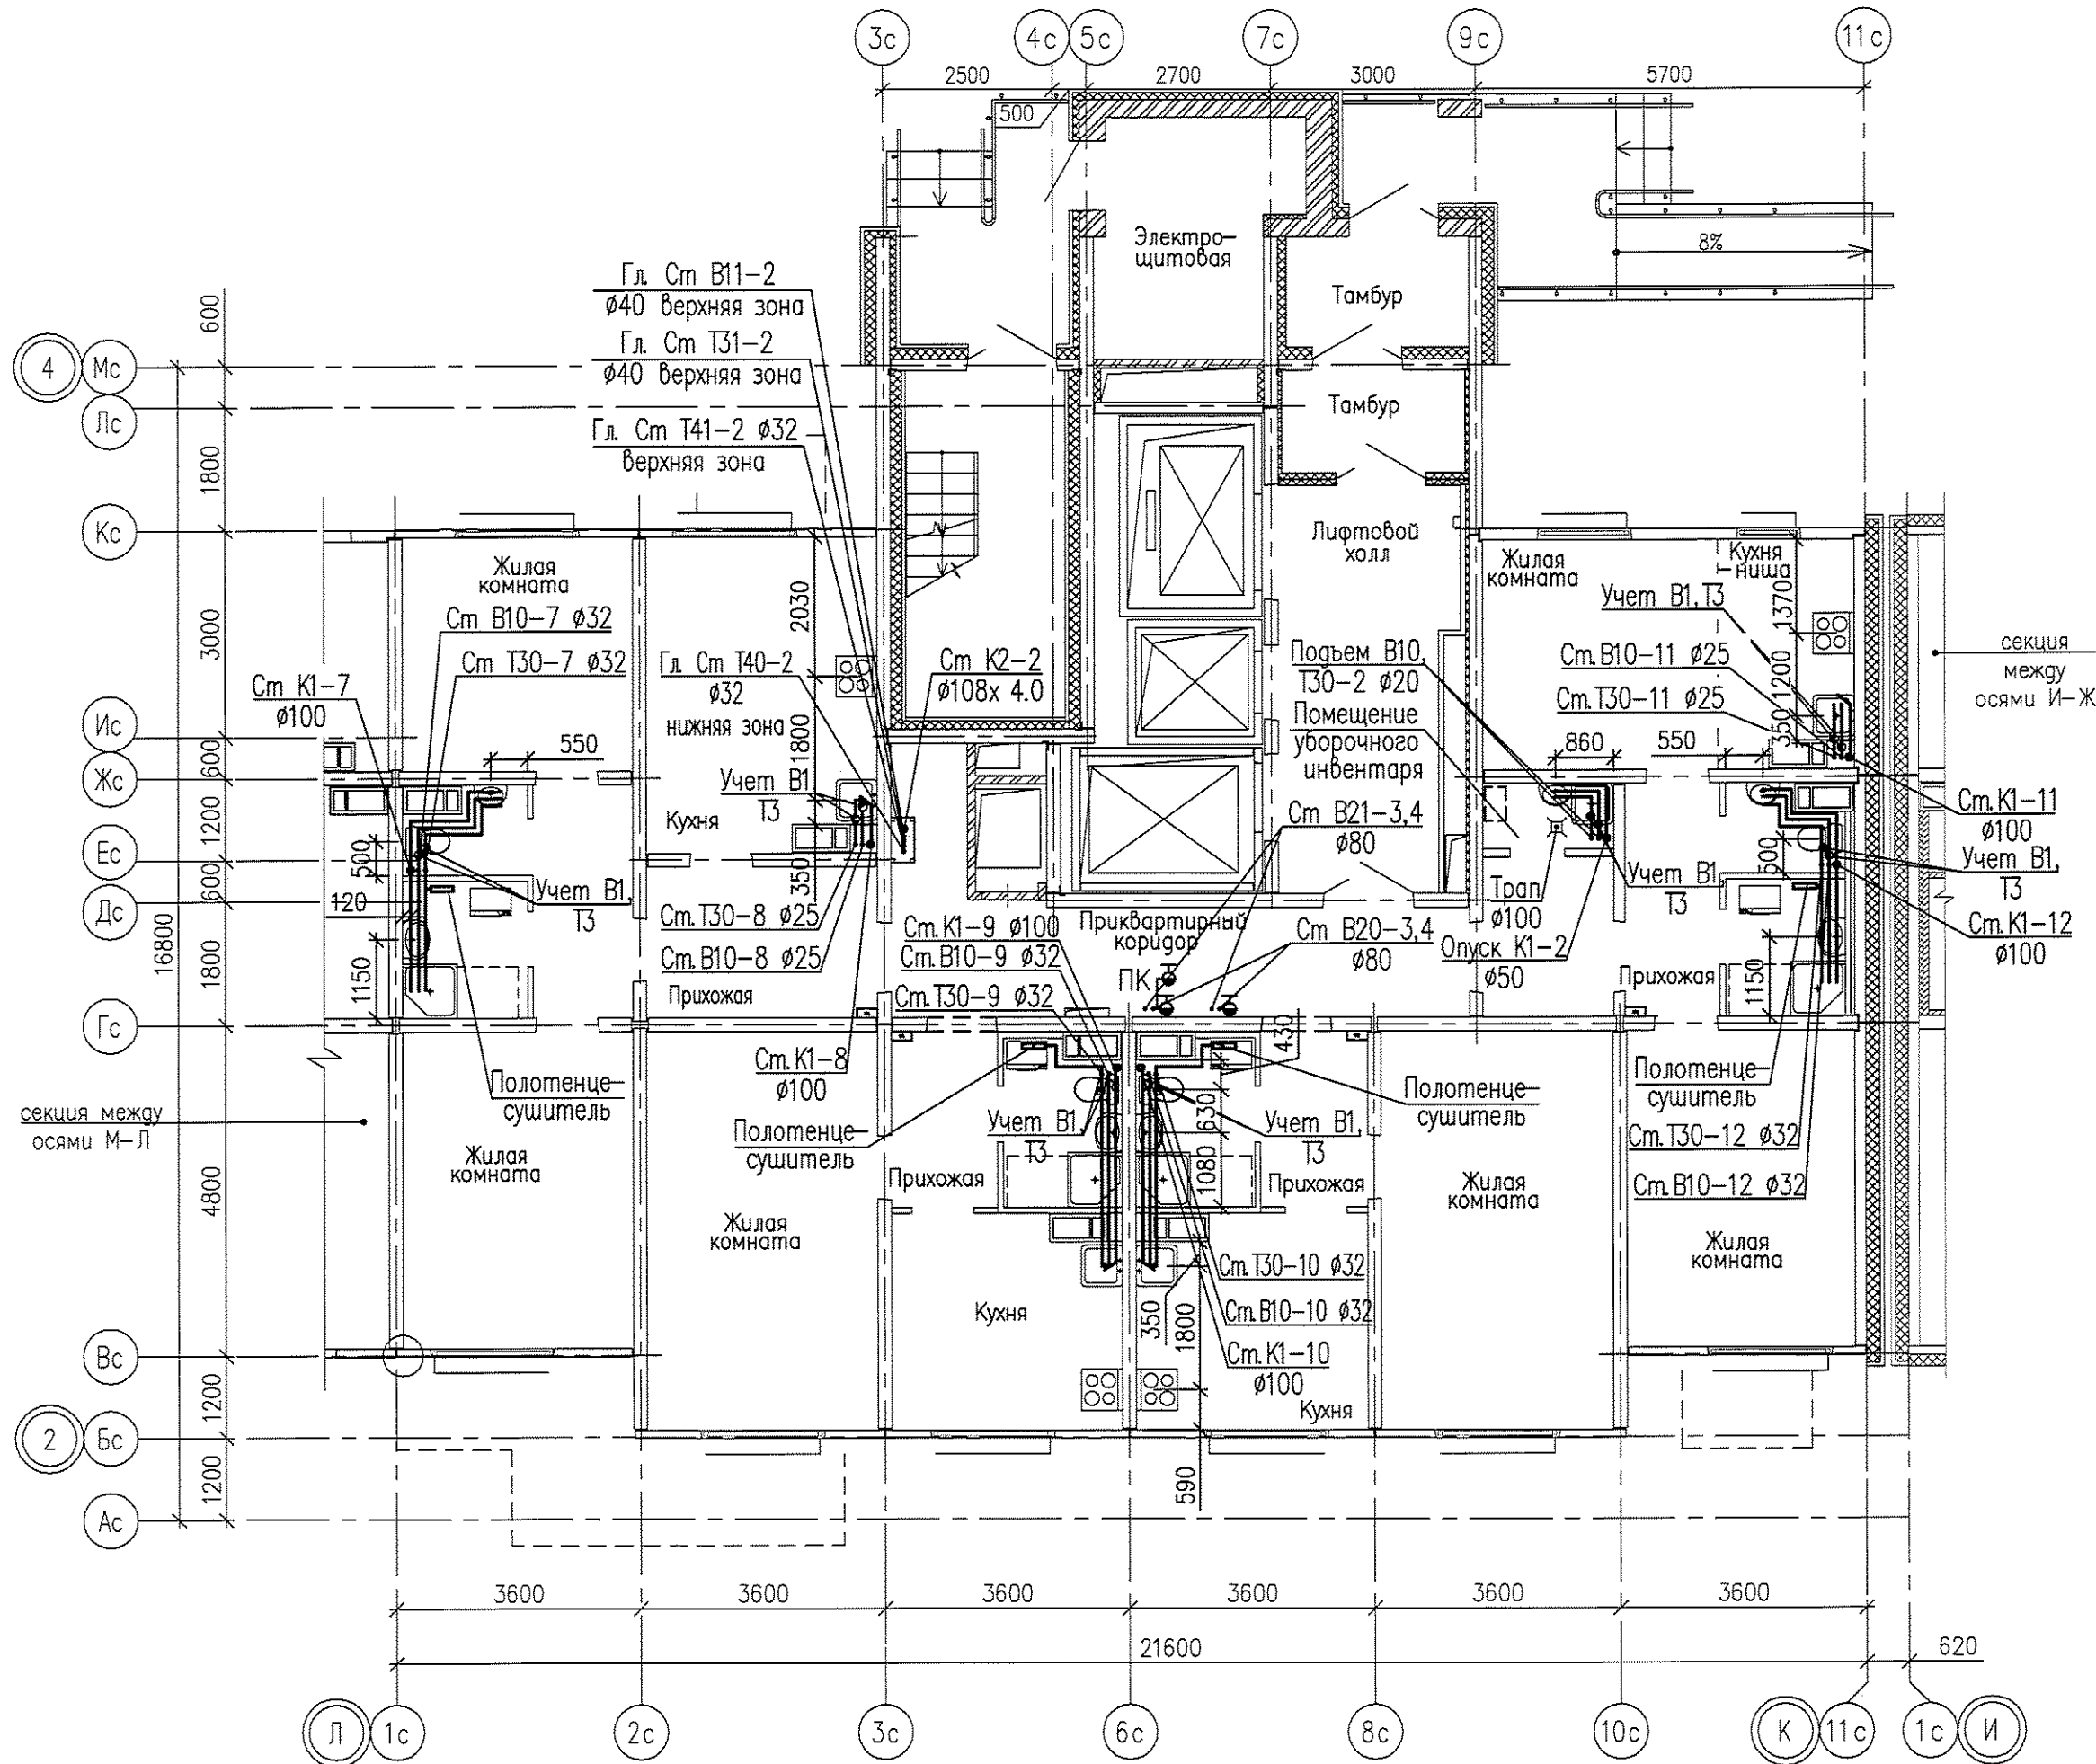 3с
4с
5с
7с
9с
11с
2500
2700
3000
5700
500
8%
Электро-
щитовая
Тамбур
Тамбур
Лифтовой
холл
Гл. Ст В11-2
ø40 верхняя зона
Гл. Ст Т31-2
ø40 верхняя зона
Гл. Ст Т41-2 ø32
верхняя зона
600
4
Мс
Лс
1800
Кс
3000
Ис
600
Жс
1200
Ес
600
Дс
1800
16800
Гс
4800
Вс
1200
2
Бс
1200
Ас
Жилая
комната
Ст В10-7 ø32
Ст Т30-7 ø32
Ст К1-7
ø100
550
500
120
1150
Учет В1,
Т3
Полотенце-
сушитель
секция между
осями М-Л
Жилая
комната
2030
Гл. Ст Т40-2
ø32
нижняя зона
1800
Учет В1
Т3
Кухня
350
Ст К2-2
ø108х 4.0
Ст.Т30-8 ø25
Ст.В10-8 ø25
Прихожая
Ст.К1-8
ø100
Ст.К1-9 ø100
Ст.В10-9 ø32
Ст.Т30-9 ø32
Приквартирный
коридор
ПК
Ст В21-3,4
ø80
Ст В20-3,4
ø80
Подъем В10,
Т30-2 ø20
Помещение
уборочного
инвентаря
Жилая
комната
Кухня
-ниша
Учет В1,Т3
1370
Ст.В10-11 ø25
1200
Ст.Т30-11 ø25
350
860
550
секция
между
осями И-Ж
Ст.К1-11
ø100
Учет В1,
Т3
500
Учет В1
Т3
Трап
ø100
Опуск К1-2
ø50
Ст.К1-12
ø100
Прихожая
1150
Полотенце-
сушитель
Ст.Т30-12 ø32
Ст.В10-12 ø32
Жилая
комната
430
Полотенце-
сушитель
Учет В1,
Т3
Прихожая
Полотенце-
сушитель
Учет В1,
Т3
630
1080
Прихожая
Жилая
комната
Жилая
комната
Кухня
Ст.Т30-10 ø32
Ст.В10-10 ø32
Ст.К1-10
ø100
350
1800
Кухня
590
3600
3600
3600
3600
3600
3600
21600
620
Л
1с
2с
3с
6с
8с
10с
К
11с
1с
И